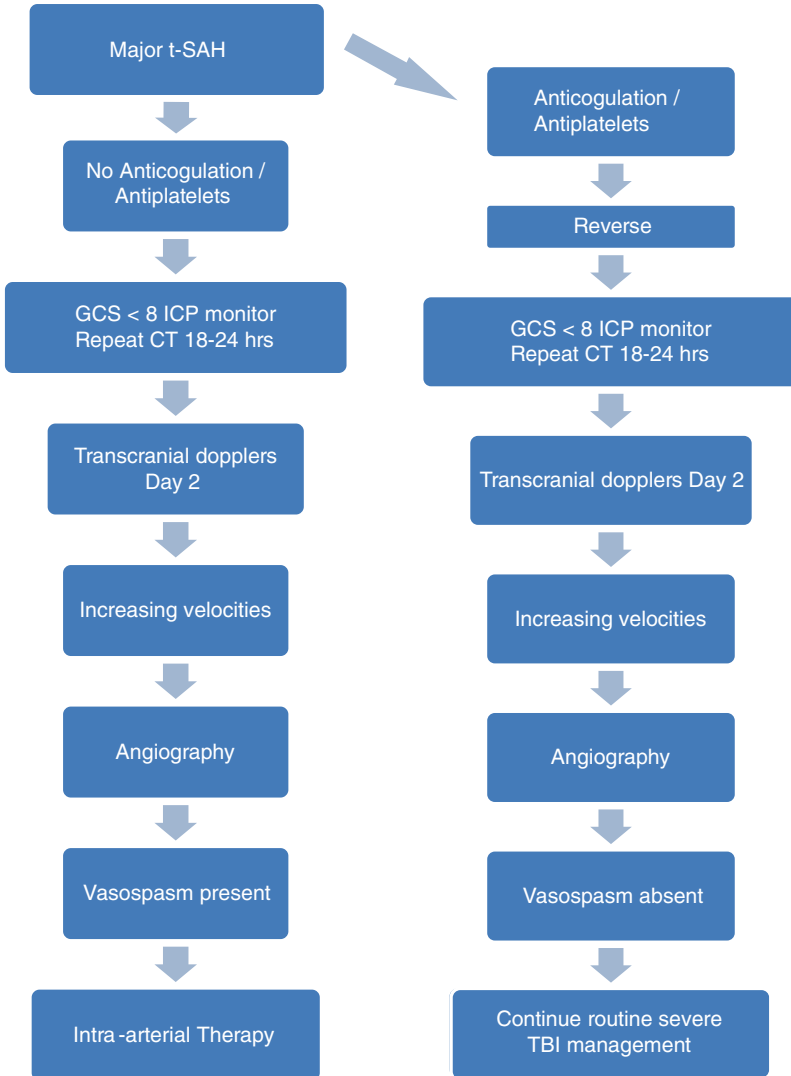 Major t-SAH
No Anticogulation /
Antiplatelets
GCS < 8 ICP monitor
Repeat CT 18-24 hrs
Transcranial dopplers
Day 2
Increasing velocities
Angiography
Vasospasm present
Intra-arterial Therapy
Anticogulation /
Antiplatelets
Reverse
GCS < 8 ICP monitor
Repeat CT 18-24 hrs
Transcranial dopplers Day 2
Increasing velocities
Angiography
Vasospasm absent
Continue routine severe
TBI management